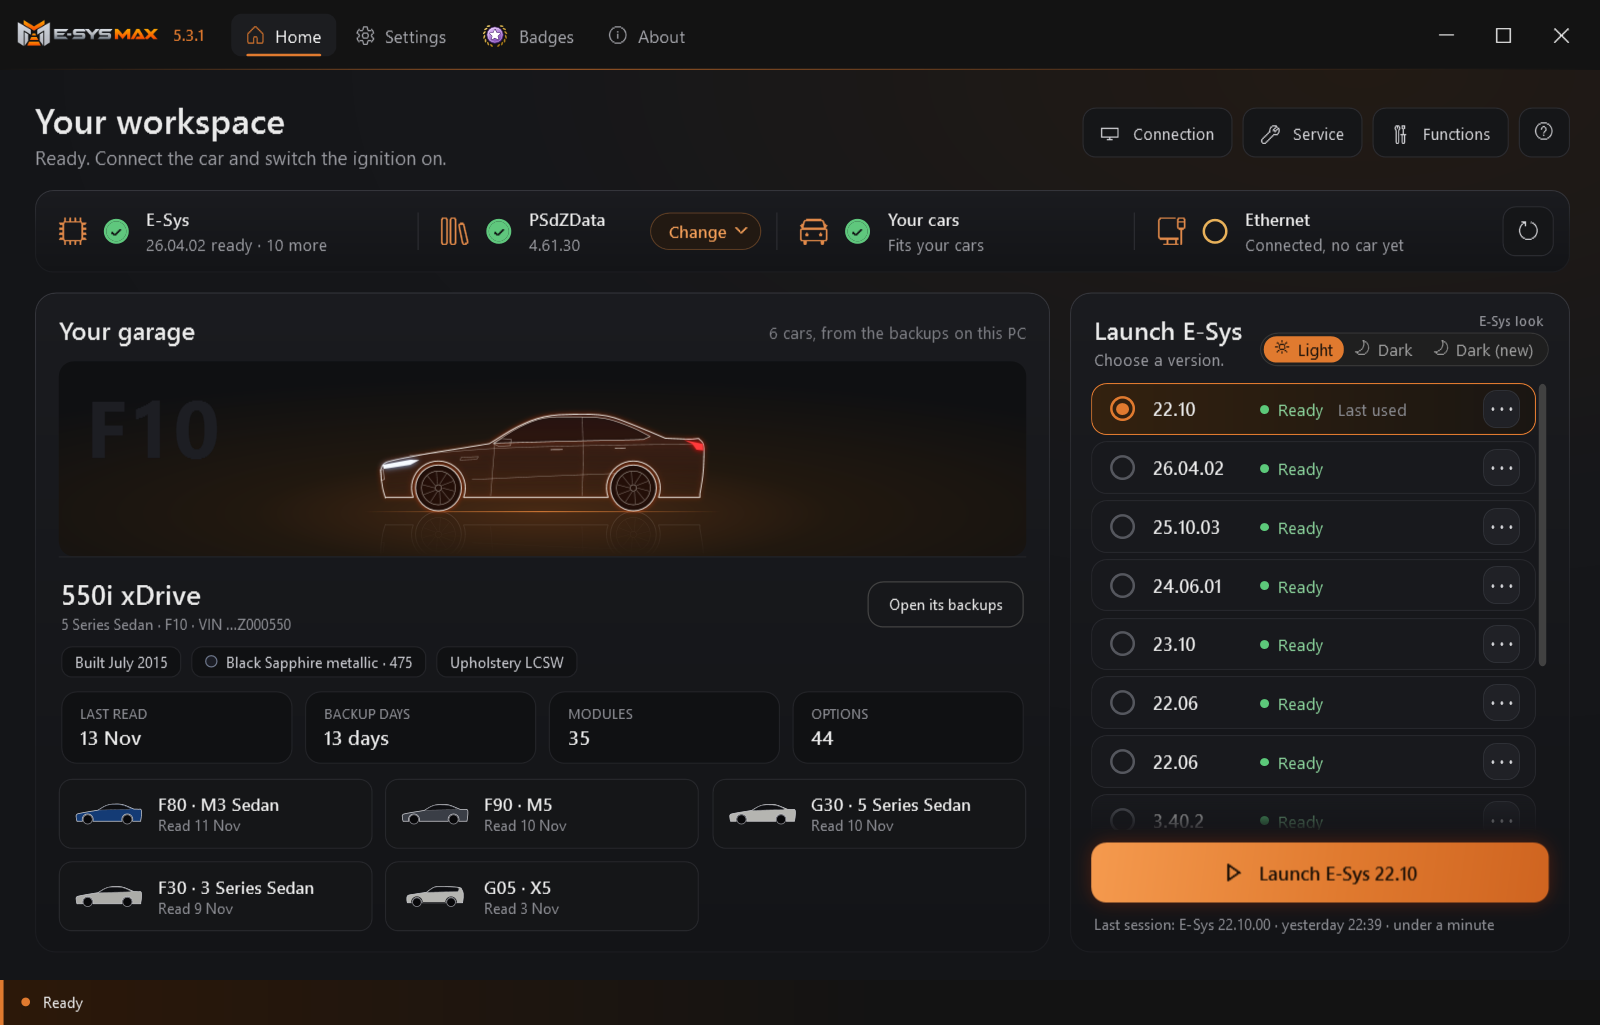 E-SYSMAX 5.3.1
Home
Settings
Badges
About
Your workspace
Ready. Connect the car and switch the ignition on.
Connection
Service
Functions
E-Sys
26.04.02 ready · 10 more
PSdZData
4.61.30
Change
Your cars
Fits your cars
Ethernet
Connected, no car yet
Your garage
6 cars, from the backups on this PC
F10
550i xDrive
5 Series Sedan · F10 · VIN ...Z000550
Open its backups
Built July 2015
Black Sapphire metallic · 475
Upholstery LCSW
LAST READ
13 Nov
BACKUP DAYS
13 days
MODULES
35
OPTIONS
44
F80 · M3 Sedan
Read 11 Nov
F90 · M5
Read 10 Nov
G30 · 5 Series Sedan
Read 10 Nov
F30 · 3 Series Sedan
Read 9 Nov
G05 · X5
Read 3 Nov
Launch E-Sys
Choose a version.
E-Sys look
Light
Dark
Dark (new)
22.10 Ready Last used
26.04.02 Ready
25.10.03 Ready
24.06.01 Ready
23.10 Ready
22.06 Ready
22.06 Ready
3.40.2 Ready
Launch E-Sys 22.10
Last session: E-Sys 22.10.00 · yesterday 22:39 · under a minute
Ready